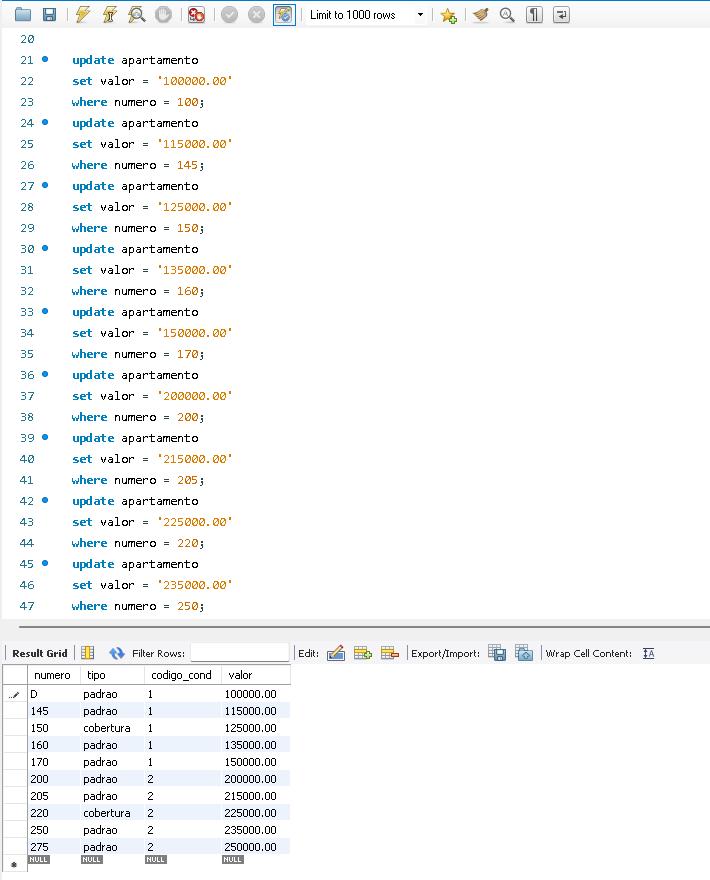 Limit to 1000 rows
20
21 update apartamento
22 set valor = '100000.00'
23 where numero = 100;
24 update apartamento
25 set valor = '115000.00'
26 where numero = 145;
27 update apartamento
28 set valor = '125000.00'
29 where numero = 150;
30 update apartamento
31 set valor = '135000.00'
32 where numero = 160;
33 update apartamento
34 set valor = '150000.00'
35 where numero = 170;
36 update apartamento
37 set valor = '200000.00'
38 where numero = 200;
39 update apartamento
40 set valor = '215000.00'
41 where numero = 205;
42 update apartamento
43 set valor = '225000.00'
44 where numero = 220;
45 update apartamento
46 set valor = '235000.00'
47 where numero = 250;
Result Grid Filter Rows: Edit: Export/Import: Wrap Cell Content: IA
numero tipo codigo_cond valor
D padrao 1 100000.00
145 padrao 1 115000.00
150 cobertura 1 125000.00
160 padrao 1 135000.00
170 padrao 1 150000.00
200 padrao 2 200000.00
205 padrao 2 215000.00
220 cobertura 2 225000.00
250 padrao 2 235000.00
275 padrao 2 250000.00
NULL NULL NULL NULL